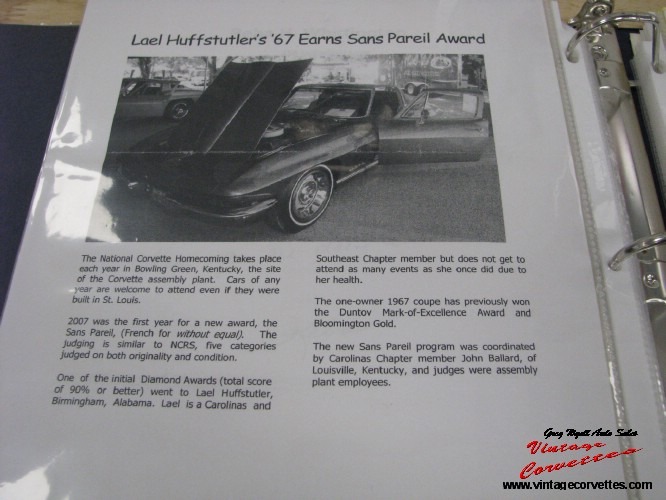 Lael Huffstutler's '67 Earns Sans Pareil Award
The National Corvette Homecoming takes place
each year in Bowling Green, Kentucky, the site
of the Corvette assembly plant. Cars of any
year are welcome to attend even if they were
built in St. Louis.
2007 was the first year for a new award, the
Sans Pareil, (French for without equal). The
judging is similar to NCRS, five categories
judged on both originality and condition.
One of the initial Diamond Awards (total score
of 90% or better) went to Lael Huffstutler,
Birmingham, Alabama. Lael is a Carolinas and
Southeast Chapter member but does not get to
attend as many events as she once did due to
her health.
The one-owner 1967 coupe has previously won
the Duntov Mark-of-Excellence Award and
Bloomington Gold.
The new Sans Pareil program was coordinated
by Carolinas Chapter member John Ballard, of
Louisville, Kentucky, and judges were assembly
plant employees.
Greg Wyatt Auto Sales
Vintage
Corvettes
www.vintagecorvettes.com